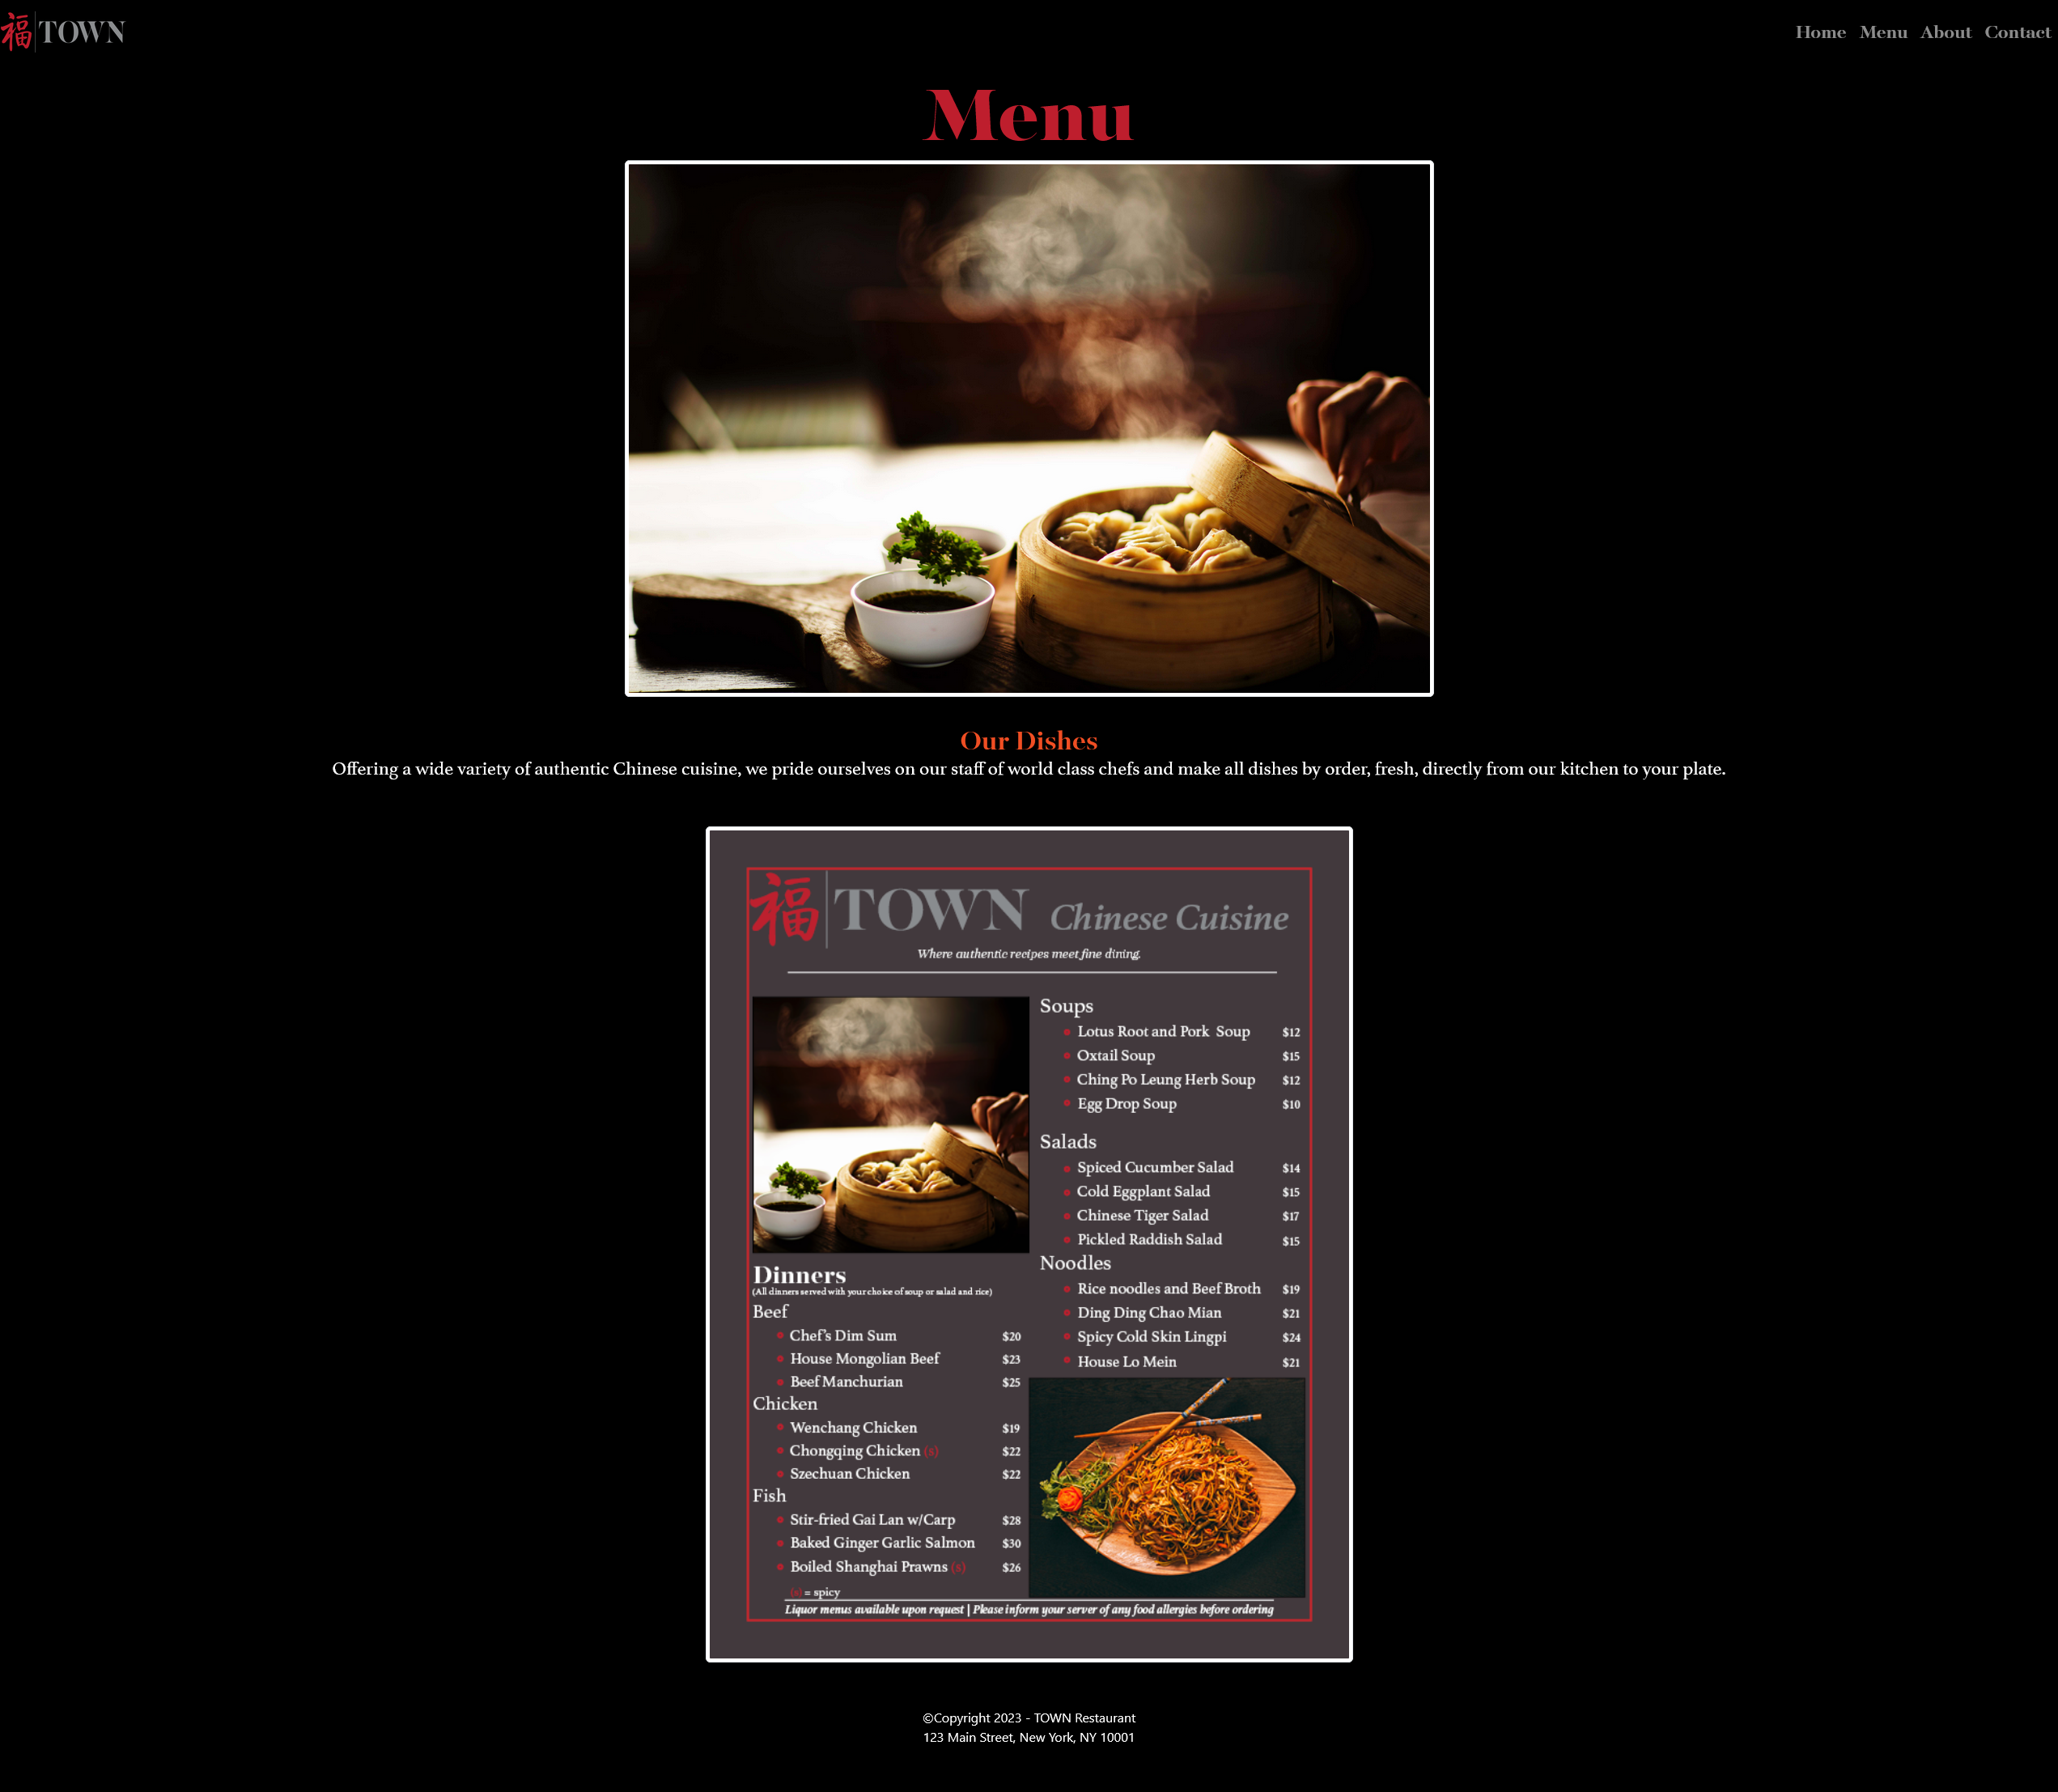 福 TOWN
Home Menu About Contact
Menu
Our Dishes
Offering a wide variety of authentic Chinese cuisine, we pride ourselves on our staff of world class chefs and make all dishes by order, fresh, directly from our kitchen to your plate.
福 TOWN Chinese Cuisine
Where authentic recipes meet fine dining.
Dinners
(All dinners served with your choice of soup or salad and rice)
Beef
Chef's Dim Sum $20
House Mongolian Beef $23
Beef Manchurian $25
Chicken
Wenchang Chicken $19
Chongqing Chicken (s) $22
Szechuan Chicken $22
Fish
Stir-fried Gai Lan w/Carp $28
Baked Ginger Garlic Salmon $30
Boiled Shanghai Prawns (s) $26
(s) = spicy
Soups
Lotus Root and Pork Soup $12
Oxtail Soup $15
Ching Po Leung Herb Soup $12
Egg Drop Soup $10
Salads
Spiced Cucumber Salad $14
Cold Eggplant Salad $15
Chinese Tiger Salad $17
Pickled Raddish Salad $15
Noodles
Rice noodles and Beef Broth $19
Ding Ding Chao Mian $21
Spicy Cold Skin Lingpi $24
House Lo Mein $21
Liquor menus available upon request | Please inform your server of any food allergies before ordering
©Copyright 2023 - TOWN Restaurant
123 Main Street, New York, NY 10001